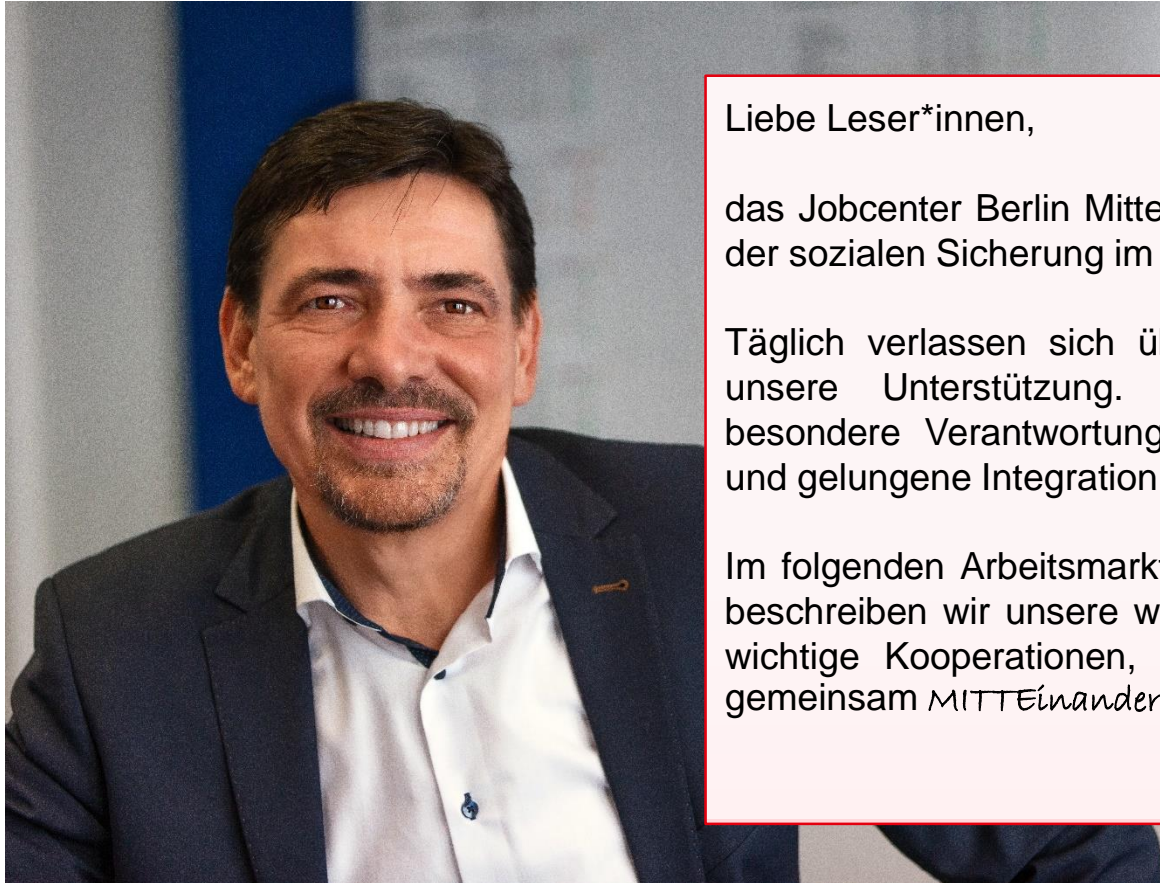 Liebe Leser*innen,
das Jobcenter Berlin Mitte
der sozialen Sicherung im
Täglich verlassen sich
unsere Unterstützung.
besondere Verantwortung
und gelungene Integration
Im folgenden
beschreiben wir unsere
wichtige Kooperationen,
gemeinsam MITTEinander